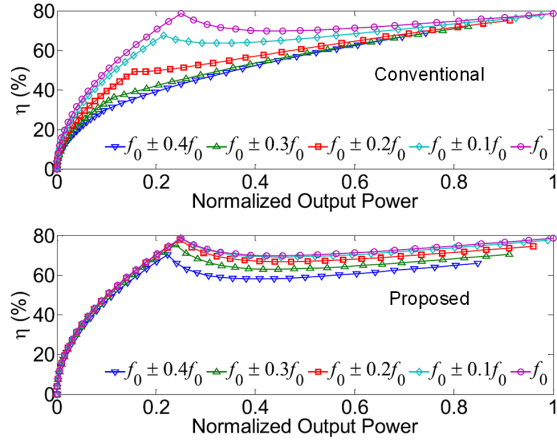 80
60
40
20
0
η (%)
Conventional
f₀ ± 0.4f₀ f₀ ± 0.3f₀ f₀ ± 0.2f₀ f₀ ± 0.1f₀ f₀
0 0.2 0.4 0.6 0.8 1
Normalized Output Power
80
60
40
20
0
η (%)
Proposed
f₀ ± 0.4f₀ f₀ ± 0.3f₀ f₀ ± 0.2f₀ f₀ ± 0.1f₀ f₀
0 0.2 0.4 0.6 0.8 1
Normalized Output Power